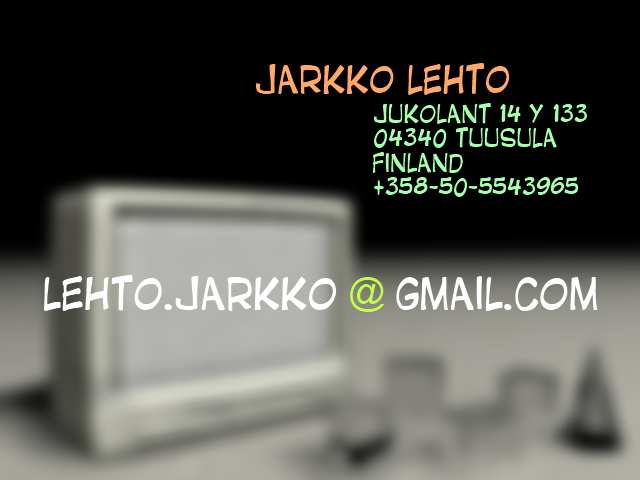 JARKKO LEHTO
JUKOLANT 14 Y 133
04340 TUUSULA
FINLAND
+358-50-5543965
LEHTO.JARKKO @ GMAIL.COM